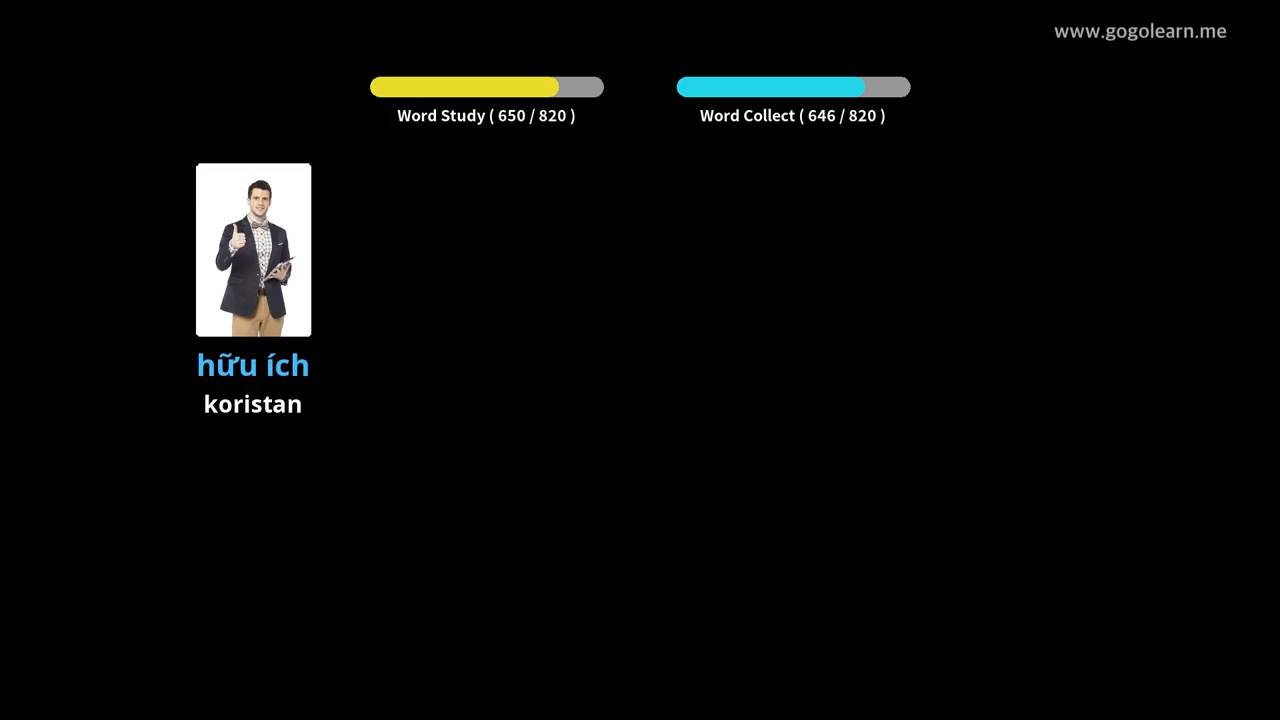 www.gogolearn.me
Word Study ( 650 / 820 )
Word Collect ( 646 / 820 )
hữu ích
koristan